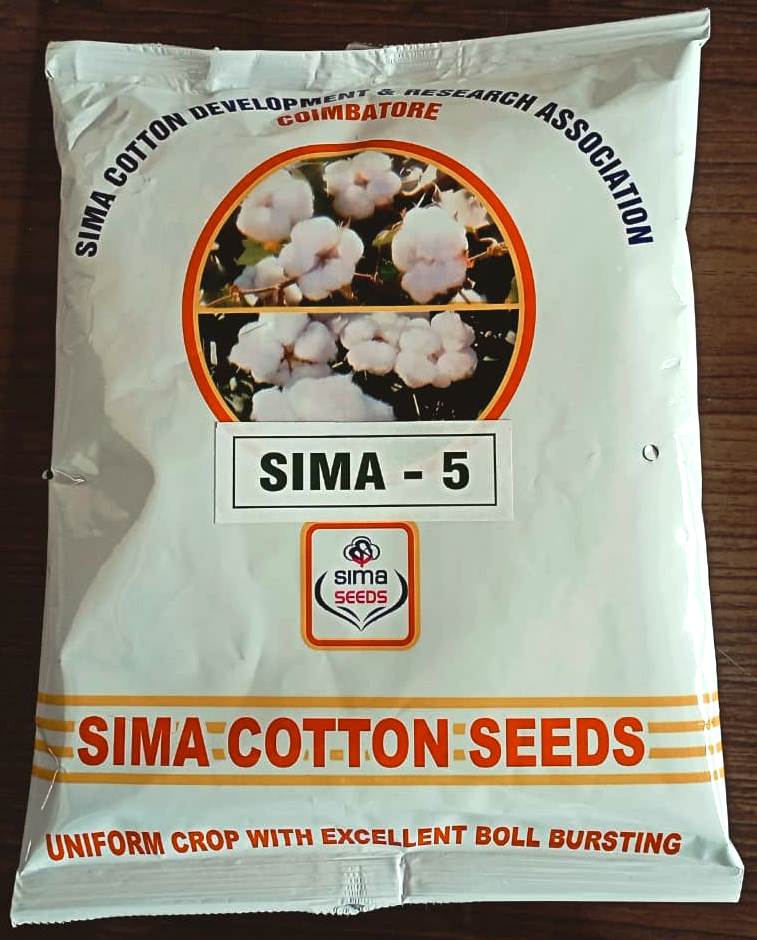 SIMA COTTON DEVELOPMENT & RESEARCH ASSOCIATION
COIMBATORE
SIMA - 5
sima
SEEDS
SIMA COTTON SEEDS
UNIFORM CROP WITH EXCELLENT BOLL BURSTING